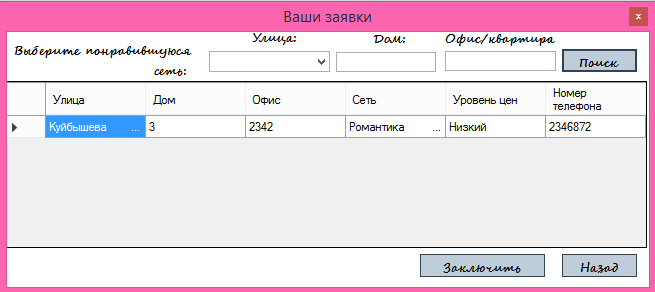 Ваши заявки
x
Выберите понравившуюся сеть:
Улица:
Дом:
Офис/квартира
Поиск
Улица Дом Офис Сеть Уровень цен Номер телефона
Куйбышева ... 3 2342 Романтика ... Низкий 2346872
Заключить Назад